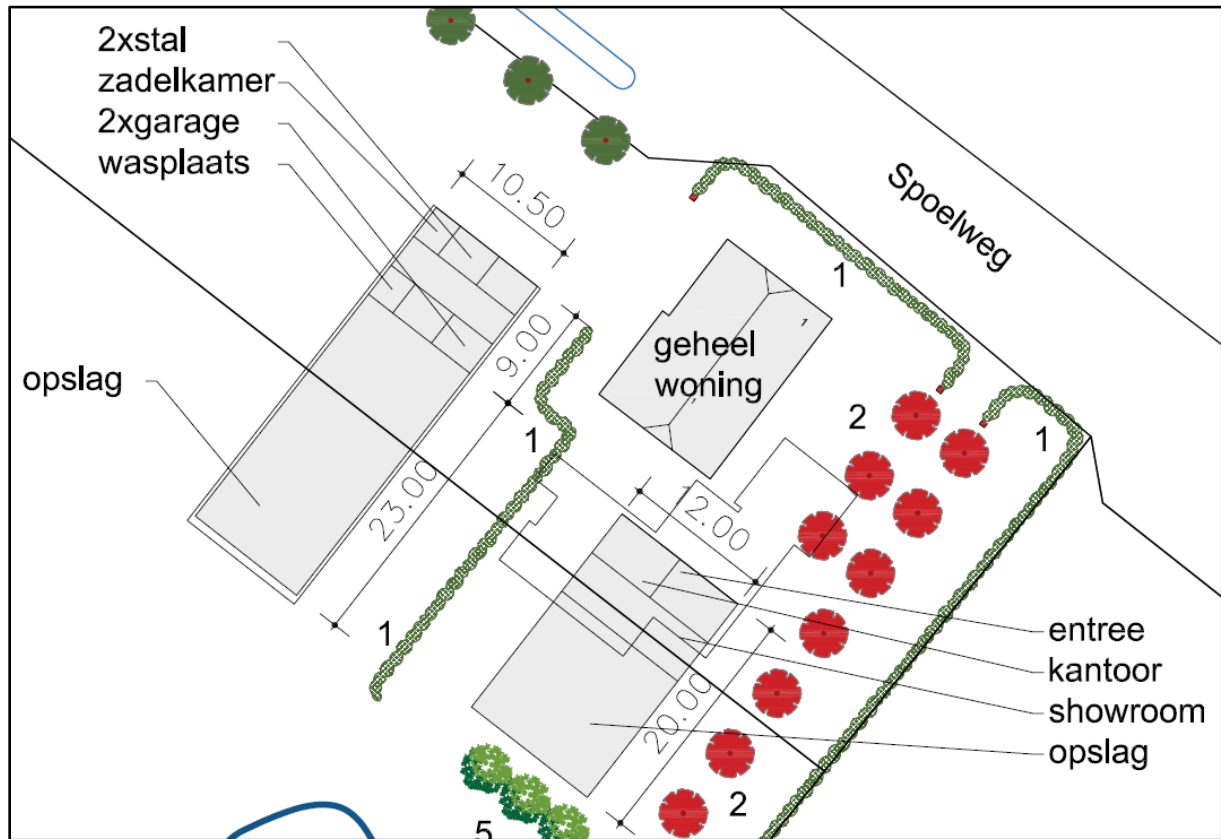 2xstal
zadelkamer
2xgarage
wasplaats
10.50
Spoelweg
1
1
geheel
woning
9.00
opslag
2
1
1
23.00
12.00
1
entree
kantoor
showroom
opslag
20.00
2
5